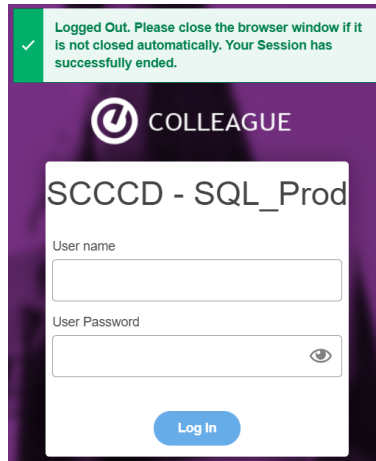 Logged Out. Please close the browser window if it
is not closed automatically. Your Session has
successfully ended.
COLLEAGUE
SCCCD - SQL_Prod
User name
User Password
Log In